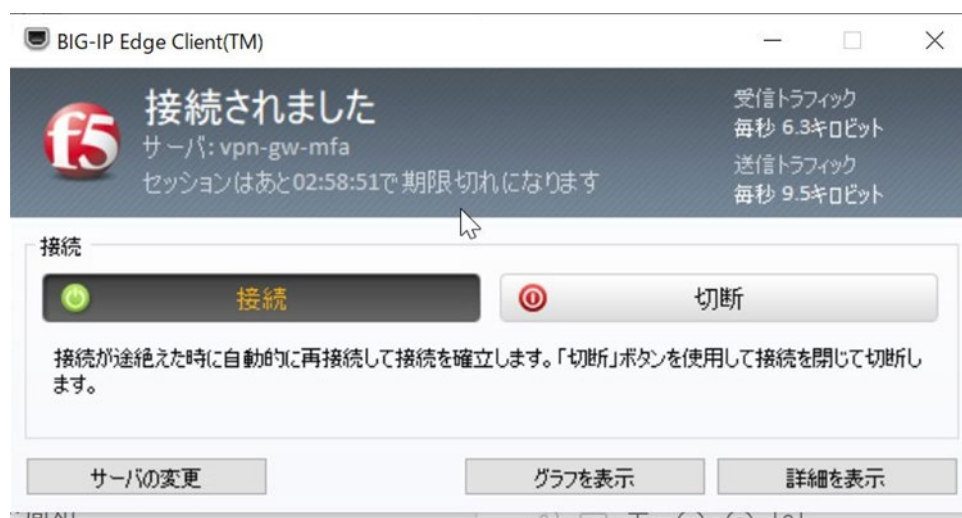 BIG-IP Edge Client(TM)
f5
接続されました
サーバ: vpn-gw-mfa
セッションはあと02:58:51で期限切れになります
受信トラフィック
毎秒 6.3キロビット
送信トラフィック
毎秒 9.5キロビット
接続
接続
切断
接続が途絶えた時に自動的に再接続して接続を確立します。「切断」ボタンを使用して接続を閉じて切断し
ます。
サーバの変更
グラフを表示
詳細を表示